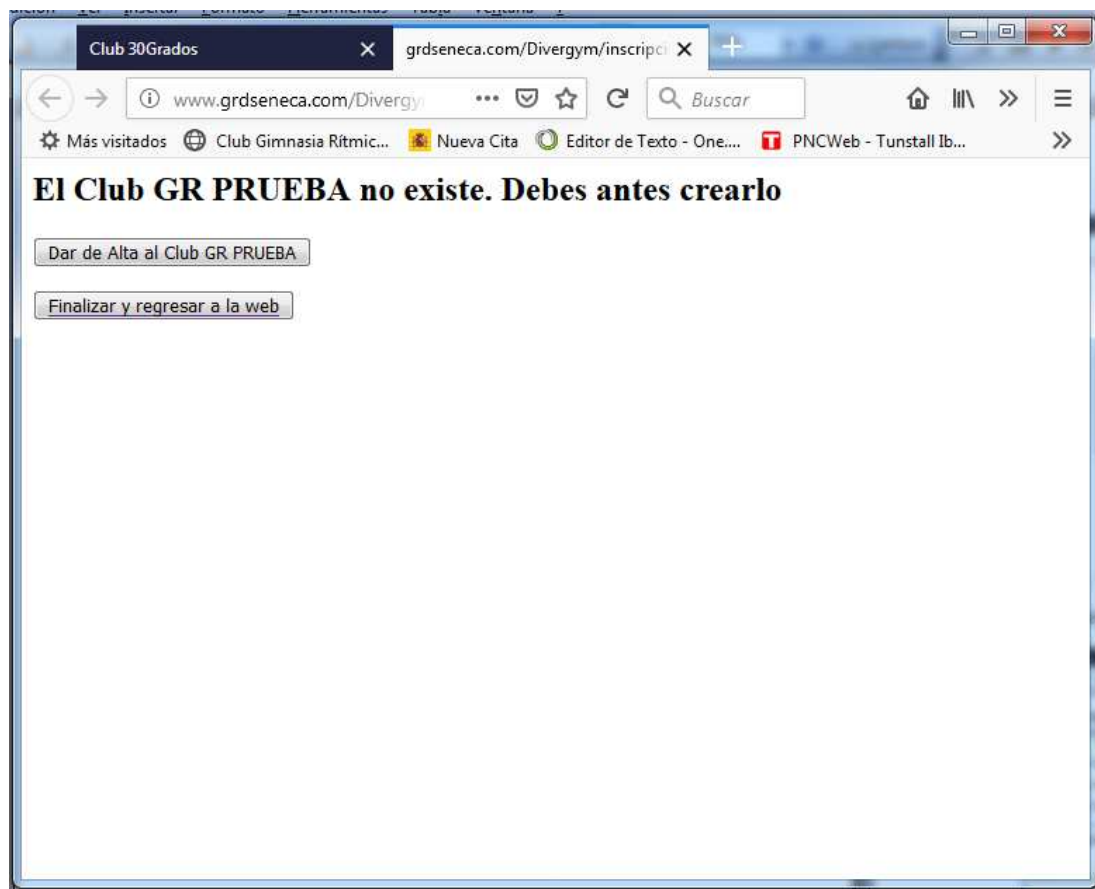 Club 30Grados
grdseneca.com/Divergym/inscripci
www.grdseneca.com/Divergy
Buscar
Más visitados Club Gimnasia Rítmic... Nueva Cita Editor de Texto - One.... PNCWeb - Tunstall Ib...
El Club GR PRUEBA no existe. Debes antes crearlo
Dar de Alta al Club GR PRUEBA
Finalizar y regresar a la web